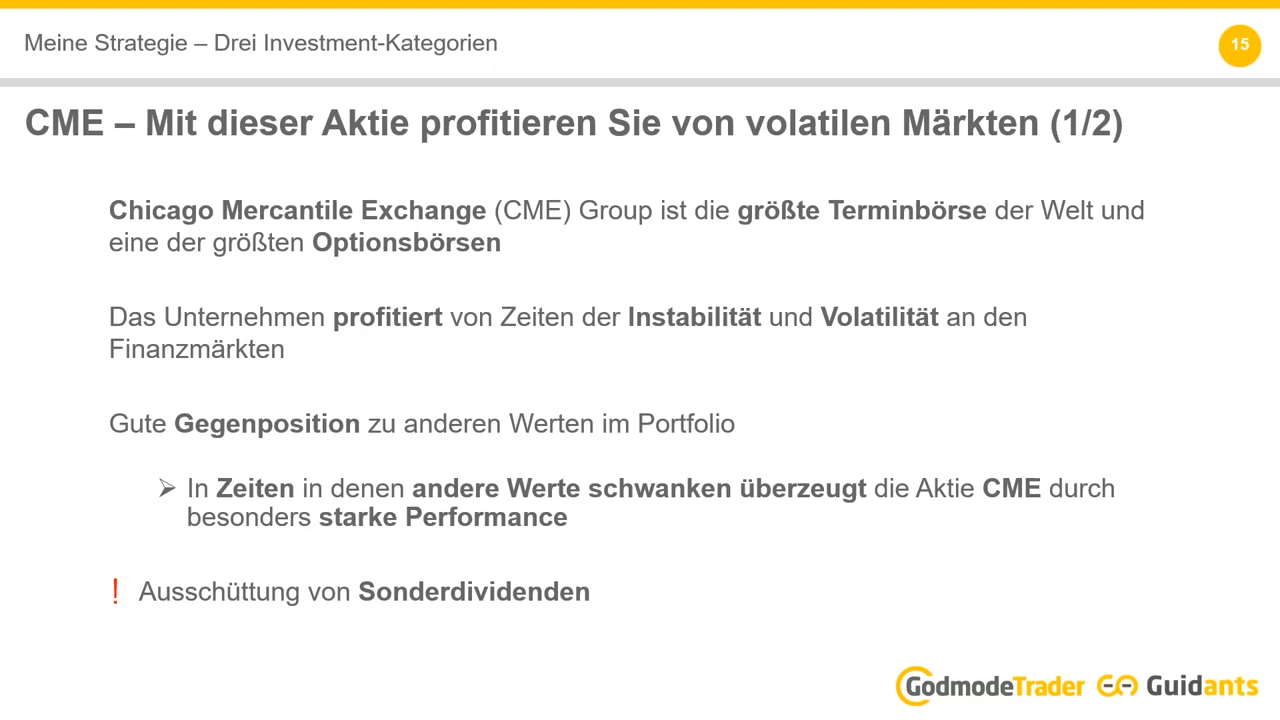 Meine Strategie – Drei Investment-Kategorien
15
CME – Mit dieser Aktie profitieren Sie von volatilen Märkten (1/2)
Chicago Mercantile Exchange (CME) Group ist die größte Terminbörse der Welt und
eine der größten Optionsbörsen
Das Unternehmen profitiert von Zeiten der Instabilität und Volatilität an den
Finanzmärkten
Gute Gegenposition zu anderen Werten im Portfolio
➢ In Zeiten in denen andere Werte schwanken überzeugt die Aktie CME durch
besonders starke Performance
! Ausschüttung von Sonderdividenden
GodmodeTrader Guidants